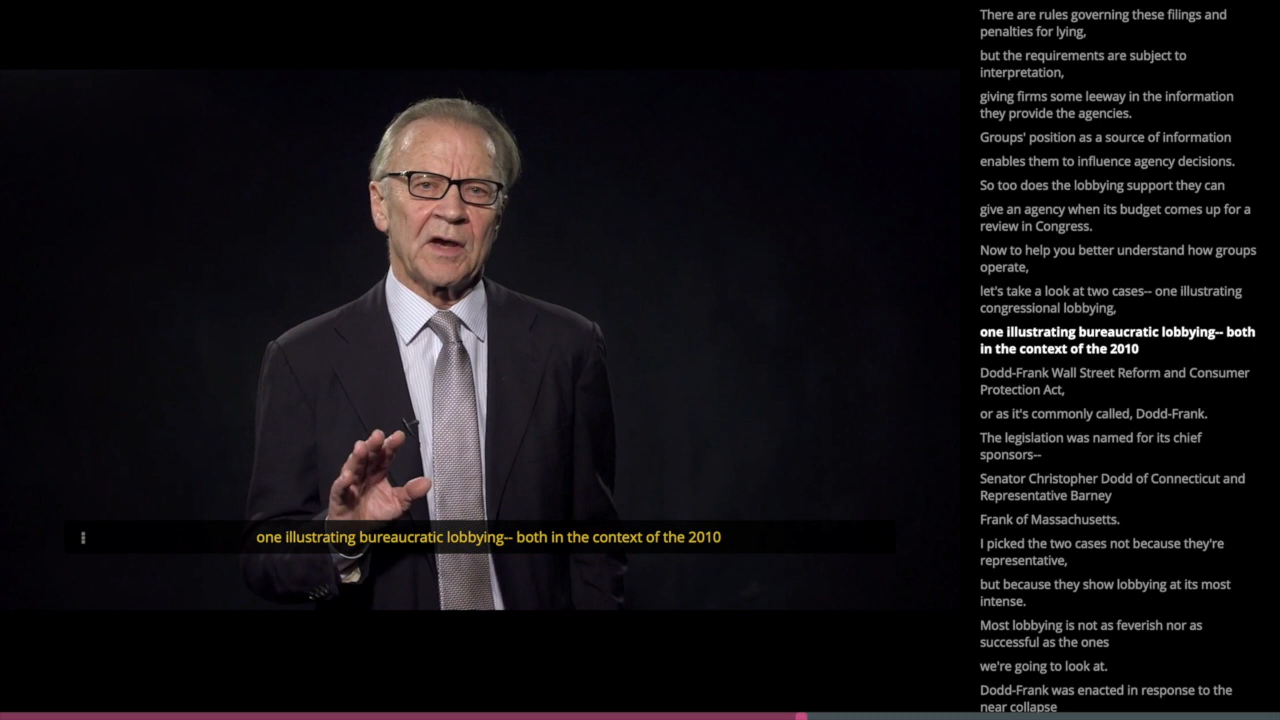 There are rules governing these filings and
penalties for lying,
but the requirements are subject to
interpretation,
giving firms some leeway in the information
they provide the agencies.
Groups' position as a source of information
enables them to influence agency decisions.
So too does the lobbying support they can
give an agency when its budget comes up for a
review in Congress.
Now to help you better understand how groups
operate,
let's take a look at two cases-- one illustrating
congressional lobbying,
one illustrating bureaucratic lobbying-- both
in the context of the 2010
Dodd-Frank Wall Street Reform and Consumer
Protection Act,
or as it's commonly called, Dodd-Frank.
The legislation was named for its chief
sponsors--
Senator Christopher Dodd of Connecticut and
Representative Barney
Frank of Massachusetts.
I picked the two cases not because they're
representative,
but because they show lobbying at its most
intense.
Most lobbying is not as feverish nor as
successful as the ones
we're going to look at.
Dodd-Frank was enacted in response to the
near collapse
one illustrating bureaucratic lobbying-- both in the context of the 2010